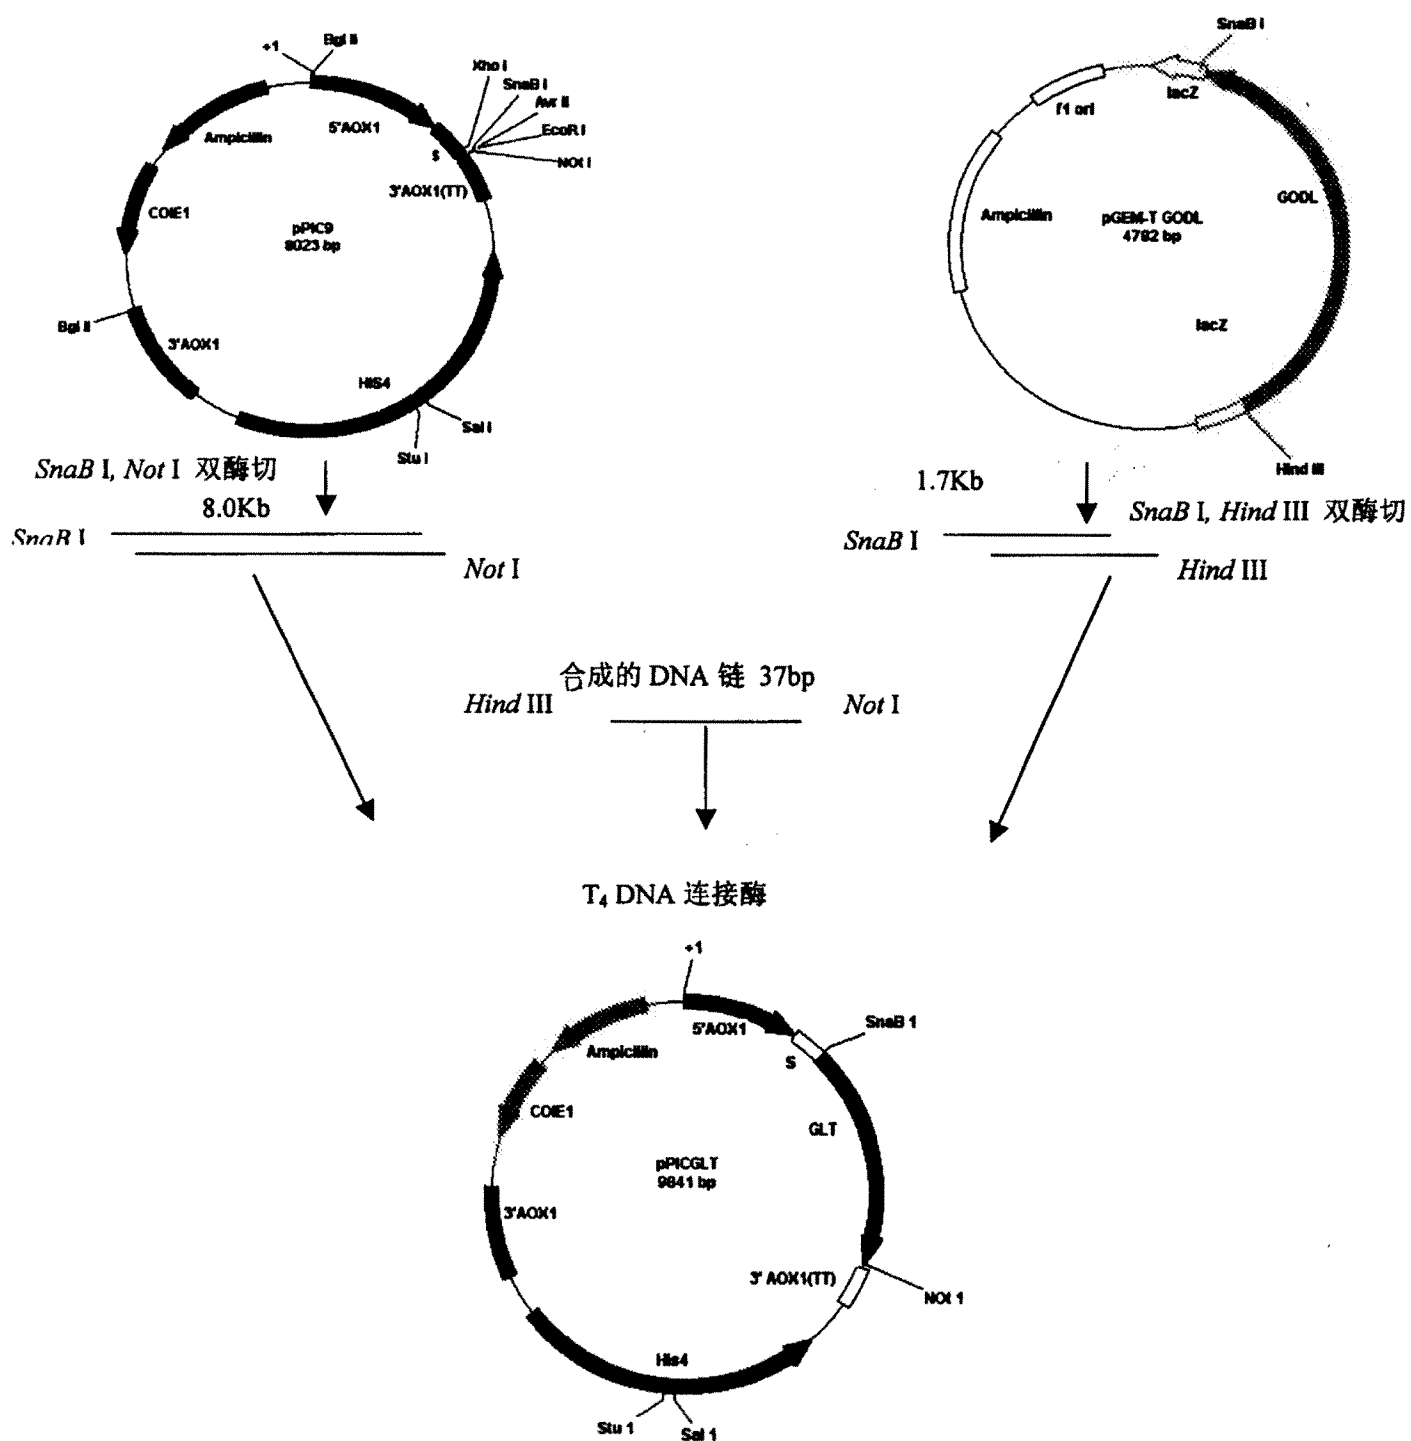 +1
Bgl II
Xho I
SnaB I
Avr II
EcoR I
NOt I
Ampicillin
5'AOX1
S
3'AOX1(TT)
COlE1
pPIC9
8023 bp
Bgl II
3'AOX1
HIS4
Sal I
Stu I
SnaB I
lacZ
f1 ori
GODL
Ampicillin
pGEM-T GODL
4792 bp
lacZ
Hind III
SnaB I, Not I 双酶切
8.0Kb
SnaB I
Not I
1.7Kb
SnaB I, Hind III 双酶切
SnaB I
Hind III
合成的 DNA 链 37bp
Hind III
Not I
T4 DNA 连接酶
+1
5'AOX1
SnaB 1
S
Ampicillin
COlE1
GLT
pPICGLT
9841 bp
3'AOX1
3' AOX1(TT)
NOt 1
His4
Stu 1
Sal 1